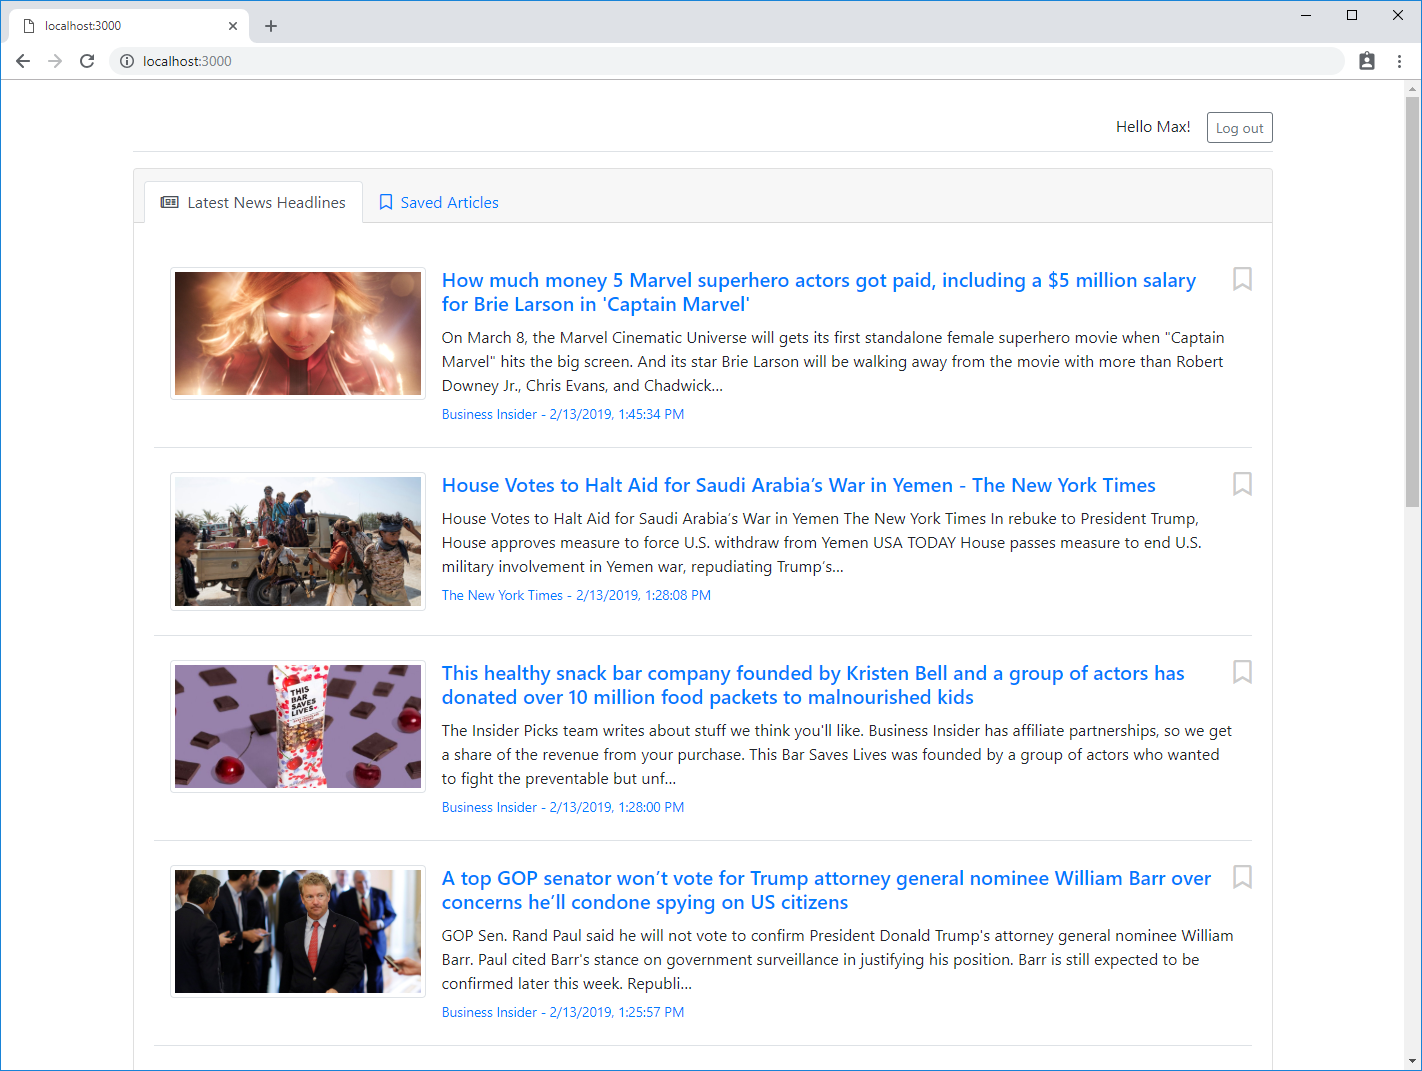 localhost:3000
localhost:3000
Hello Max!
Log out
Latest News Headlines
Saved Articles
How much money 5 Marvel superhero actors got paid, including a $5 million salary
for Brie Larson in 'Captain Marvel'
On March 8, the Marvel Cinematic Universe will gets its first standalone female superhero movie when "Captain
Marvel" hits the big screen. And its star Brie Larson will be walking away from the movie with more than Robert
Downey Jr., Chris Evans, and Chadwick...
Business Insider - 2/13/2019, 1:45:34 PM
House Votes to Halt Aid for Saudi Arabia’s War in Yemen - The New York Times
House Votes to Halt Aid for Saudi Arabia’s War in Yemen The New York Times In rebuke to President Trump,
House approves measure to force U.S. withdraw from Yemen USA TODAY House passes measure to end U.S.
military involvement in Yemen war, repudiating Trump’s...
The New York Times - 2/13/2019, 1:28:08 PM
THIS
BAR
SAVES
LIVES
This healthy snack bar company founded by Kristen Bell and a group of actors has
donated over 10 million food packets to malnourished kids
The Insider Picks team writes about stuff we think you'll like. Business Insider has affiliate partnerships, so we get
a share of the revenue from your purchase. This Bar Saves Lives was founded by a group of actors who wanted
to fight the preventable but unf...
Business Insider - 2/13/2019, 1:28:00 PM
A top GOP senator won’t vote for Trump attorney general nominee William Barr over
concerns he’ll condone spying on US citizens
GOP Sen. Rand Paul said he will not vote to confirm President Donald Trump's attorney general nominee William
Barr. Paul cited Barr's stance on government surveillance in justifying his position. Barr is still expected to be
confirmed later this week. Republi...
Business Insider - 2/13/2019, 1:25:57 PM